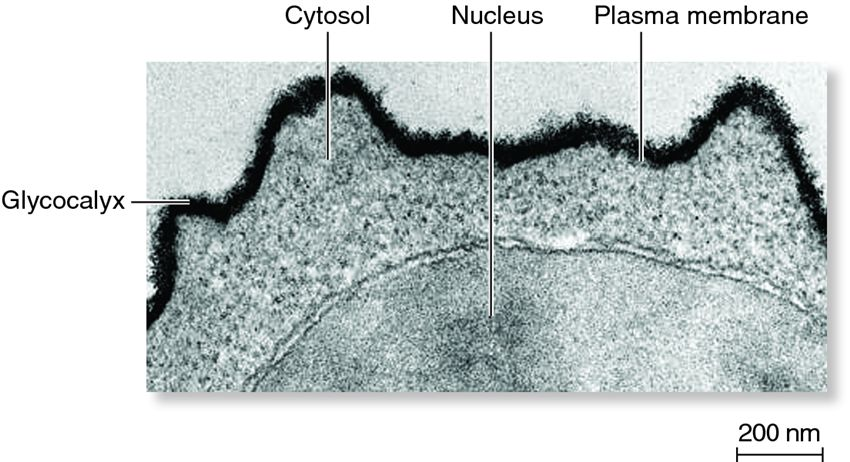 Cytosol
Nucleus
Plasma membrane
Glycocalyx
200 nm